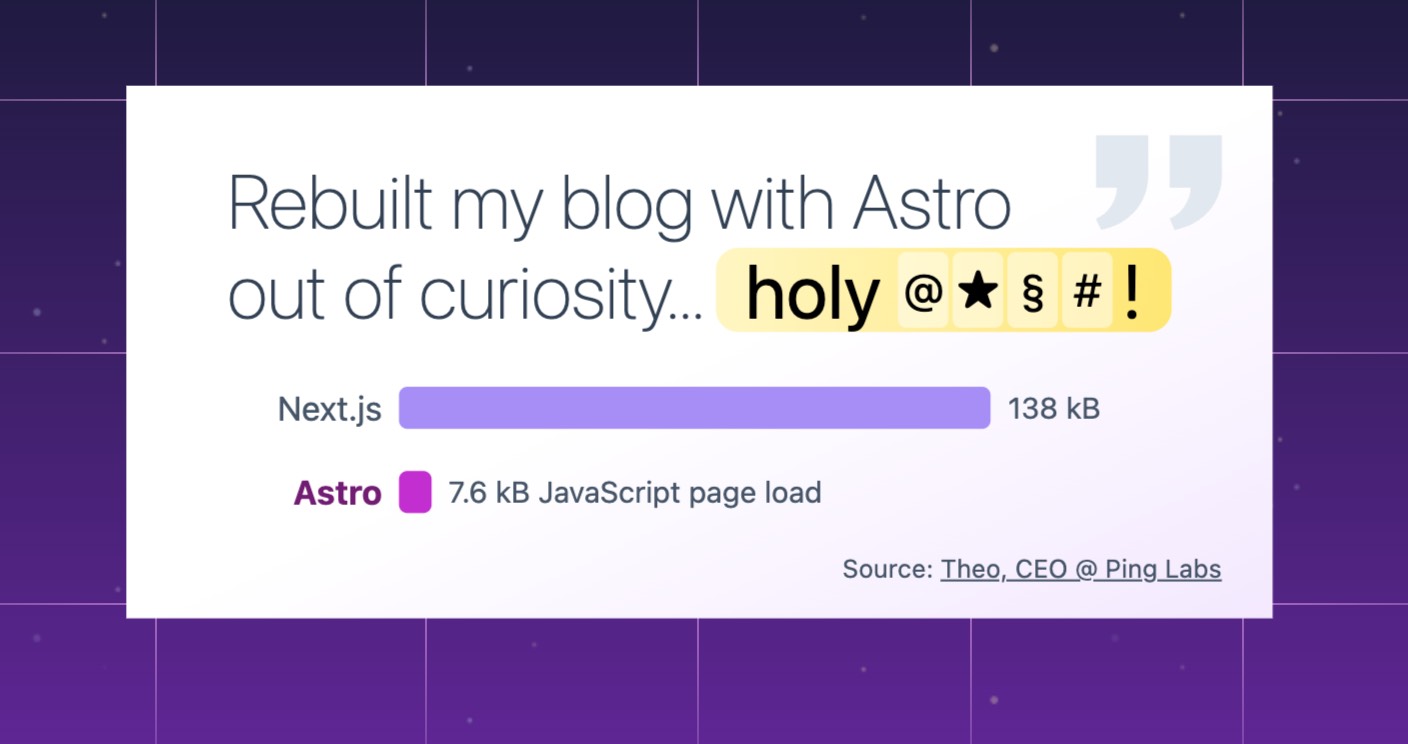 Rebuilt my blog with Astro
out of curiosity... holy @★§#!
Next.js 138 kB
Astro 7.6 kB JavaScript page load
Source: Theo, CEO @ Ping Labs